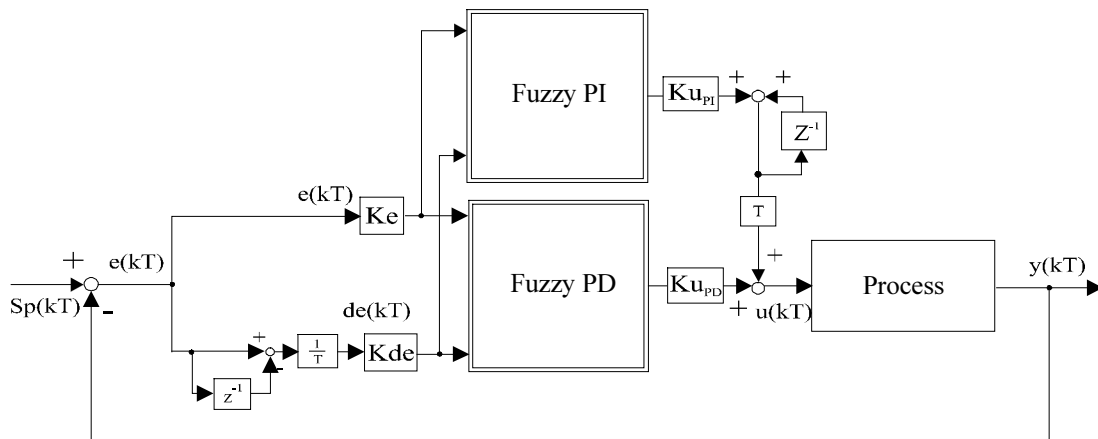 Fuzzy PI
Ku_PI
+
+
Z⁻¹
T
+
e(kT)
Ke
Fuzzy PD
Ku_PD
+
u(kT)
Process
y(kT)
+
Sp(kT)
-
e(kT)
+
-
z⁻¹
1
T
de(kT)
Kde